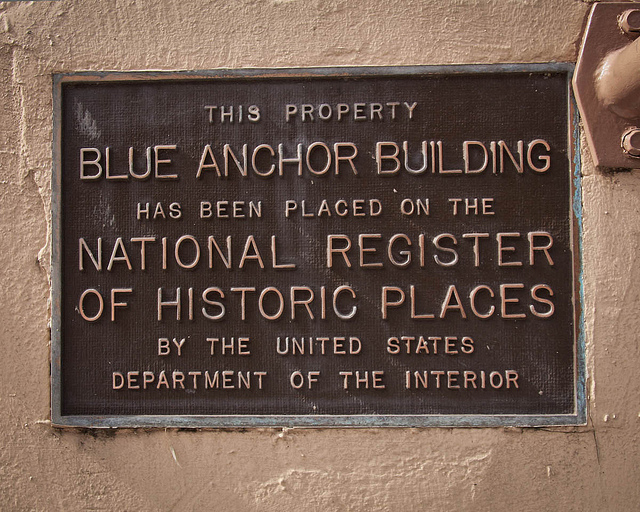 THIS PROPERTY
BLUE ANCHOR BUILDING
HAS BEEN PLACED ON THE
NATIONAL REGISTER
OF HISTORIC PLACES
BY THE UNITED STATES
DEPARTMENT OF THE INTERIOR